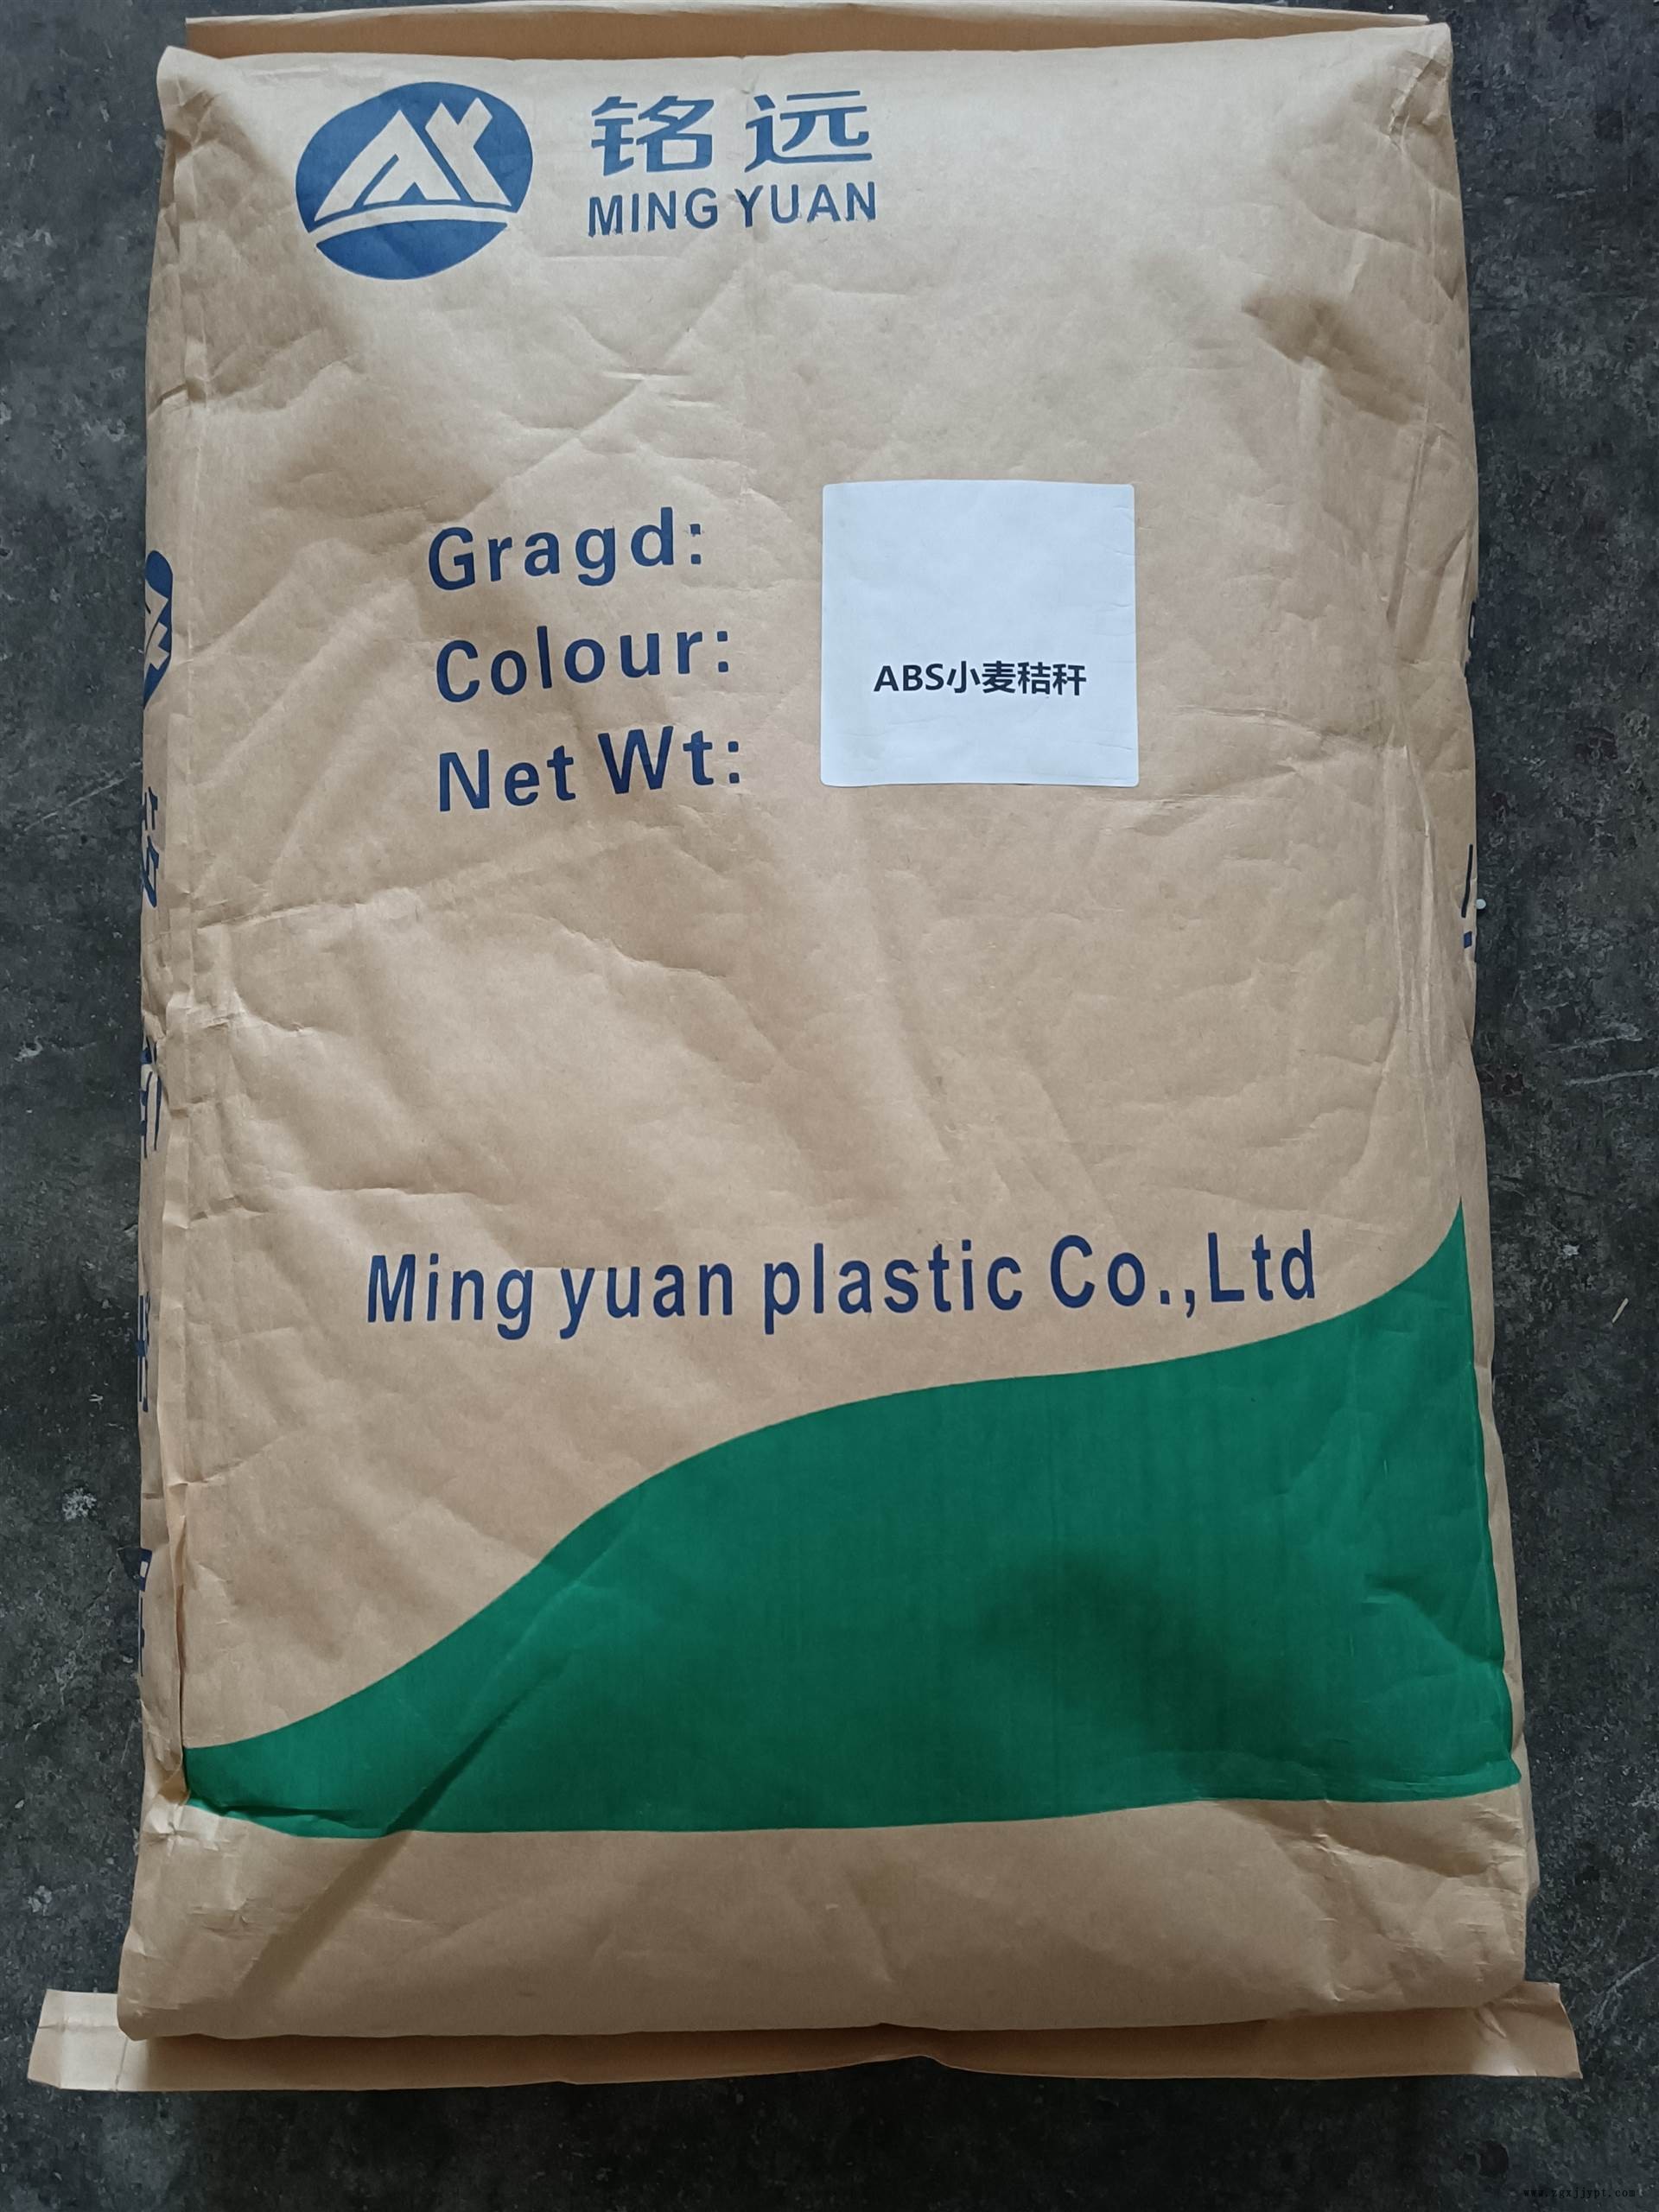 铭远
MING YUAN
Gragd:
Colour:
Net Wt:
ABS小麦秸秆
Ming yuan plastic Co.,Ltd